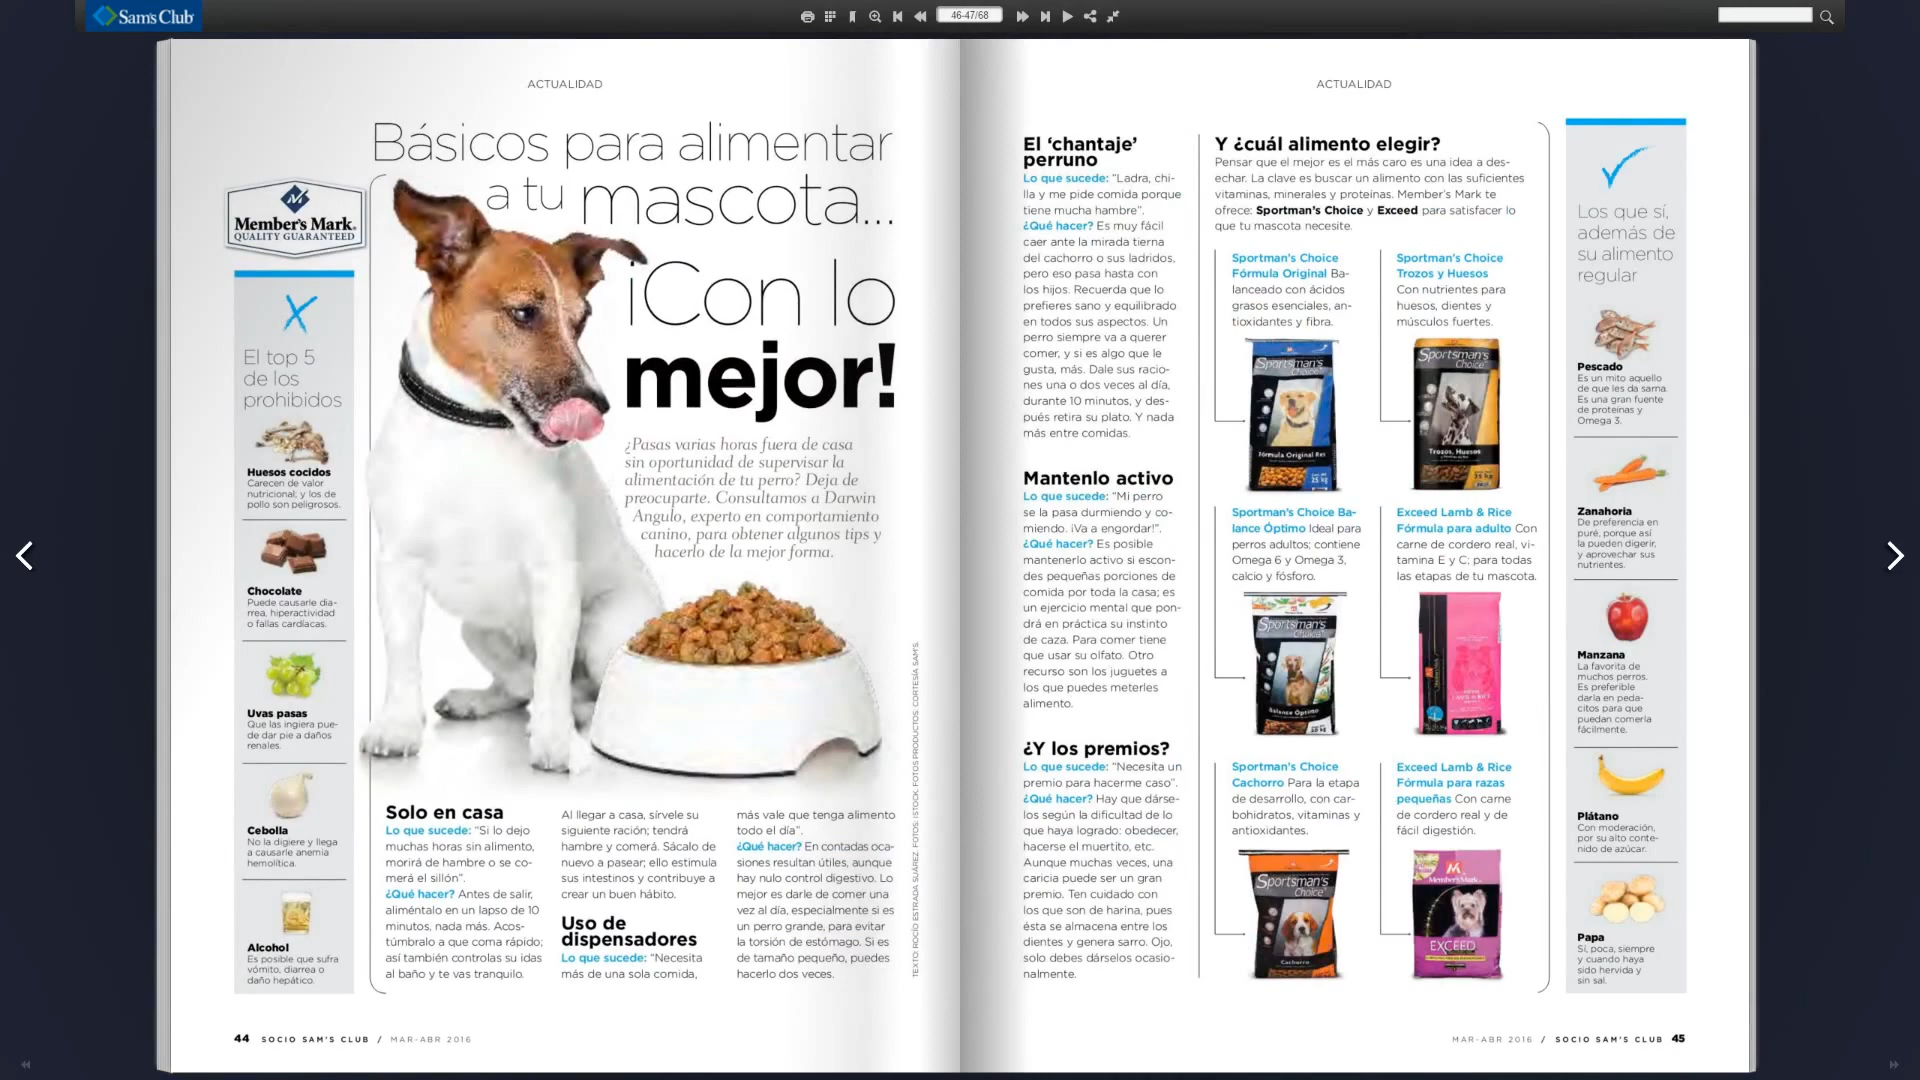 Sam's Club
46-47/68
ACTUALIDAD
Básicos para alimentar
a tu mascota...
¡Con lo
mejor!
Member's Mark
QUALITY GUARANTEED
El top 5
de los
prohibidos
Huesos cocidos
Carecen de valor
nutricional; y los de
pollo son peligrosos.
Chocolate
Puede causarle dia-
rrea, hiperactividad
o fallas cardíacas.
Uvas pasas
Que las ingiera pue-
de dar pie a daños
renales.
Cebolla
No la digiere y llega
a causarle anemia
hemolítica.
Alcohol
Es posible que sufra
vómito, diarrea o
daño hepático.
¿Pasas varias horas fuera de casa
sin oportunidad de supervisar la
alimentación de tu perro? Deja de
preocuparte. Consultamos a Darwin
Angulo, experto en comportamiento
canino, para obtener algunos tips y
hacerlo de la mejor forma.
Solo en casa
Lo que sucede: “Si lo dejo
muchas horas sin alimento,
morirá de hambre o se co-
merá el sillón”.
¿Qué hacer? Antes de salir,
aliméntalo en un lapso de 10
minutos, nada más. Acos-
túmbralo a que coma rápido;
así también controlas su idas
al baño y te vas tranquilo.
Al llegar a casa, sírvele su
siguiente ración; tendrá
hambre y comerá. Sácalo de
nuevo a pasear; ello estimula
sus intestinos y contribuye a
crear un buen hábito.
Uso de
dispensadores
Lo que sucede: “Necesita
más de una sola comida,
más vale que tenga alimento
todo el día”.
¿Qué hacer? En contadas oca-
siones resultan útiles, aunque
hay nulo control digestivo. Lo
mejor es darle de comer una
vez al día, especialmente si es
un perro grande, para evitar
la torsión de estómago. Si es
de tamaño pequeño, puedes
hacerlo dos veces.
TEXTO: ROCÍO ESTRADA SUÁREZ. FOTOS: ISTOCK. FOTOS PRODUCTOS: CORTESÍA SAM'S.
44 SOCIO SAM'S CLUB / MAR-ABR 2016
ACTUALIDAD
El ‘chantaje’
perruno
Lo que sucede: “Ladra, chi-
lla y me pide comida porque
tiene mucha hambre”.
¿Qué hacer? Es muy fácil
caer ante la mirada tierna
del cachorro o sus ladridos,
pero eso pasa hasta con
los hijos. Recuerda que lo
prefieres sano y equilibrado
en todos sus aspectos. Un
perro siempre va a querer
comer, y si es algo que le
gusta, más. Dale sus racio-
nes una o dos veces al día,
durante 10 minutos, y des-
pués retira su plato. Y nada
más entre comidas.
Mantenlo activo
Lo que sucede: “Mi perro
se la pasa durmiendo y co-
miendo. ¡Va a engordar!”.
¿Qué hacer? Es posible
mantenerlo activo si escon-
des pequeñas porciones de
comida por toda la casa; es
un ejercicio mental que pon-
drá en práctica su instinto
de caza. Para comer tiene
que usar su olfato. Otro
recurso son los juguetes a
los que puedes meterles
alimento.
¿Y los premios?
Lo que sucede: “Necesita un
premio para hacerme caso”.
¿Qué hacer? Hay que dárse-
los según la dificultad de lo
que haya logrado: obedecer,
hacerse el muertito, etc.
Aunque muchas veces, una
caricia puede ser un gran
premio. Ten cuidado con
los que son de harina, pues
ésta se almacena entre los
dientes y genera sarro. Ojo,
solo debes dárselos ocasio-
nalmente.
Y ¿cuál alimento elegir?
Pensar que el mejor es el más caro es una idea a des-
echar. La clave es buscar un alimento con las suficientes
vitaminas, minerales y proteínas. Member's Mark te
ofrece: Sportman's Choice y Exceed para satisfacer lo
que tu mascota necesite.
Sportman's Choice
Fórmula Original Ba-
lanceado con ácidos
grasos esenciales, an-
tioxidantes y fibra.
Sportsman's
Choice
Fórmula Original Res
25 kg
Sportman's Choice
Trozos y Huesos
Con nutrientes para
huesos, dientes y
músculos fuertes.
Sportsman's
Choice
Trozos, Huesos
Sportman's Choice Ba-
lance Óptimo Ideal para
perros adultos; contiene
Omega 6 y Omega 3,
calcio y fósforo.
Sportsman's
Choice
Balance Óptimo
Exceed Lamb & Rice
Fórmula para adulto Con
carne de cordero real, vi-
tamina E y C; para todas
las etapas de tu mascota.
Sportman's Choice
Cachorro Para la etapa
de desarrollo, con car-
bohidratos, vitaminas y
antioxidantes.
Sportsman's
Choice
Cachorro
Exceed Lamb & Rice
Fórmula para razas
pequeñas Con carne
de cordero real y de
fácil digestión.
Member's Mark
EXCEED
Los que sí,
además de
su alimento
regular
Pescado
Es un mito aquello
de que les da sarna.
Es una gran fuente
de proteínas y
Omega 3.
Zanahoria
De preferencia en
puré, porque así
la pueden digerir,
y aprovechar sus
nutrientes.
Manzana
La favorita de
muchos perros.
Es preferible
darla en peda-
citos para que
puedan comerla
fácilmente.
Plátano
Con moderación,
por su alto conte-
nido de azúcar.
Papa
Sí, poca, siempre
y cuando haya
sido hervida y
sin sal.
MAR-ABR 2016 / SOCIO SAM'S CLUB 45